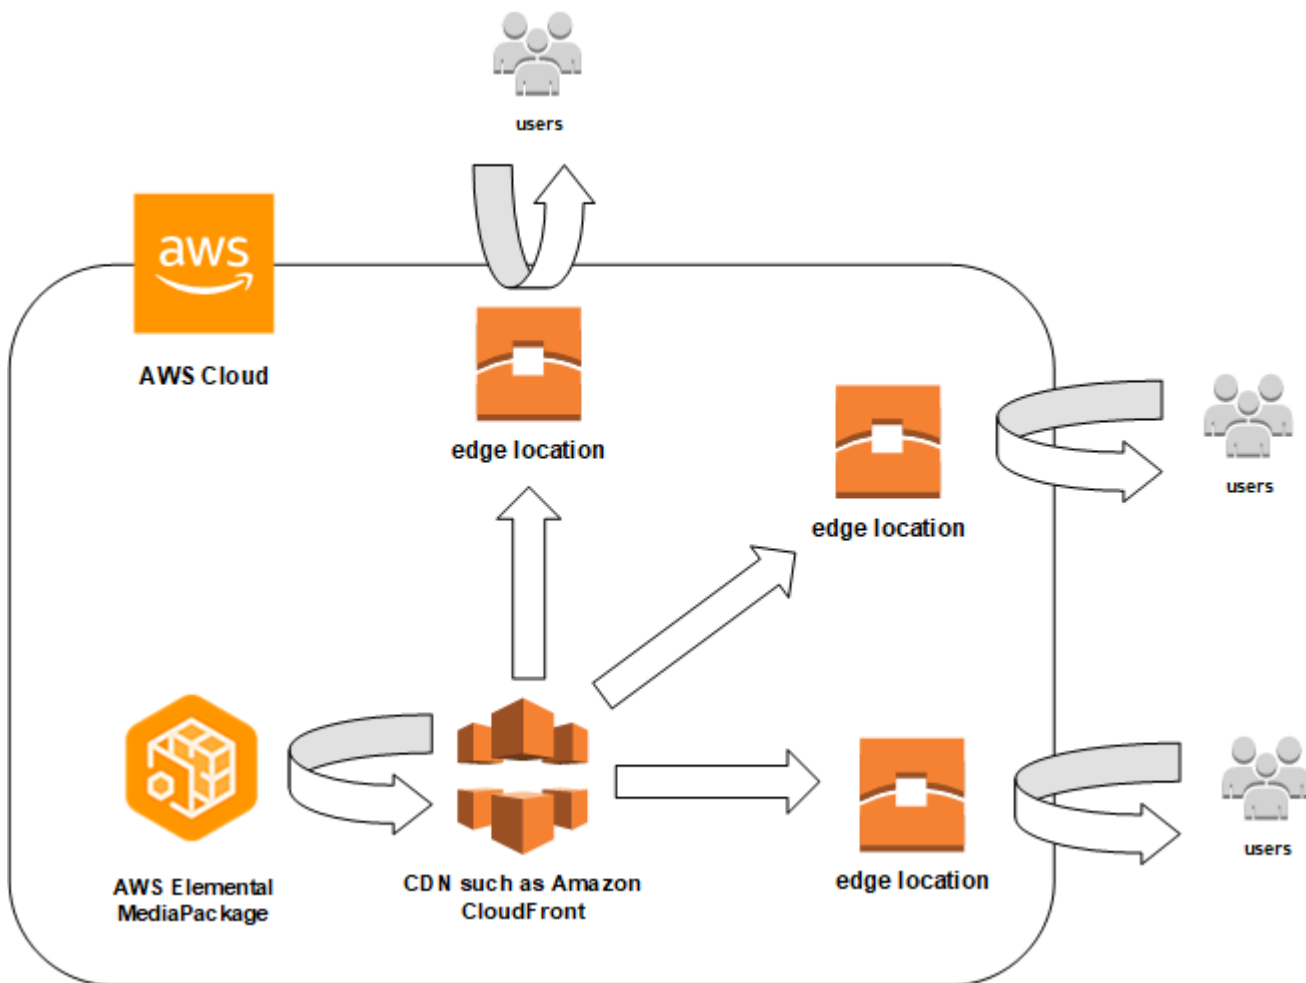 users
aws
AWS Cloud
edge location
edge location
users
AWS Elemental
MediaPackage
CDN such as Amazon
CloudFront
edge location
users